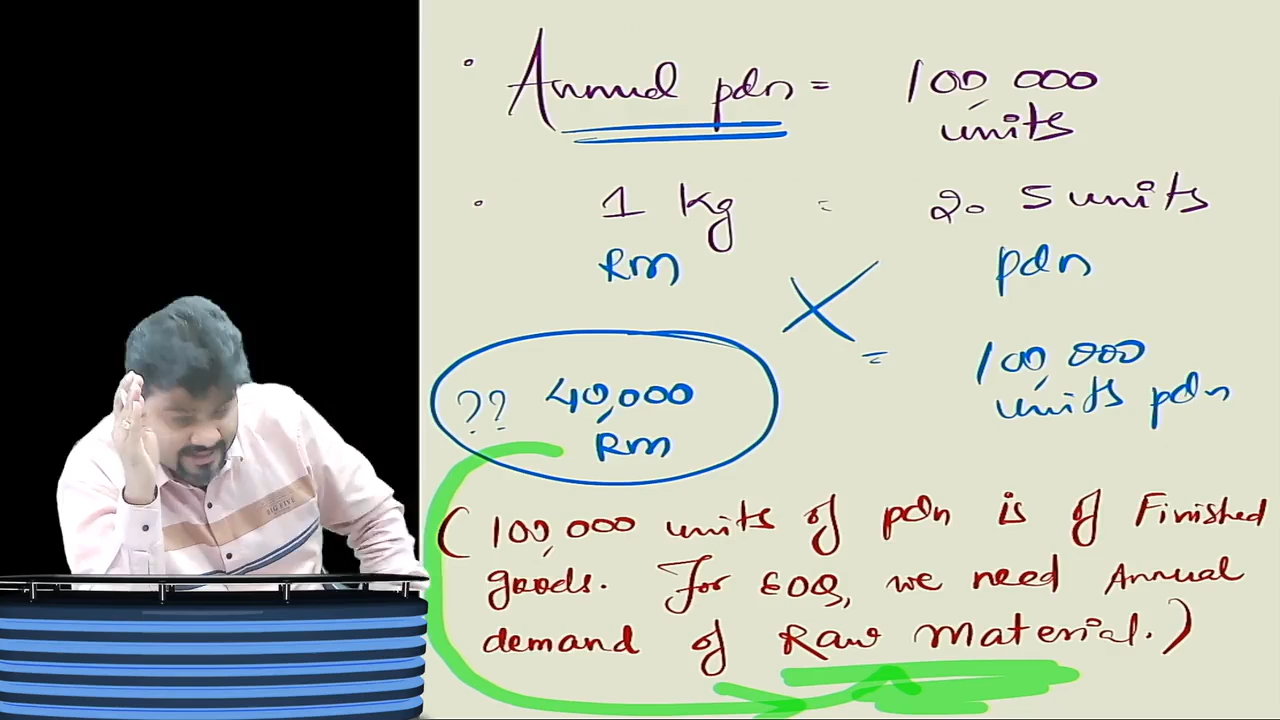 Annual pdn = 100,000
units
1 kg = 2.5 units
RM pdn
= 100,000
?? 40,000 units pdn
RM
(100,000 units of pdn is of Finished
goods. For EOQ, we need Annual
demand of Raw Material.)
BIG FIVE